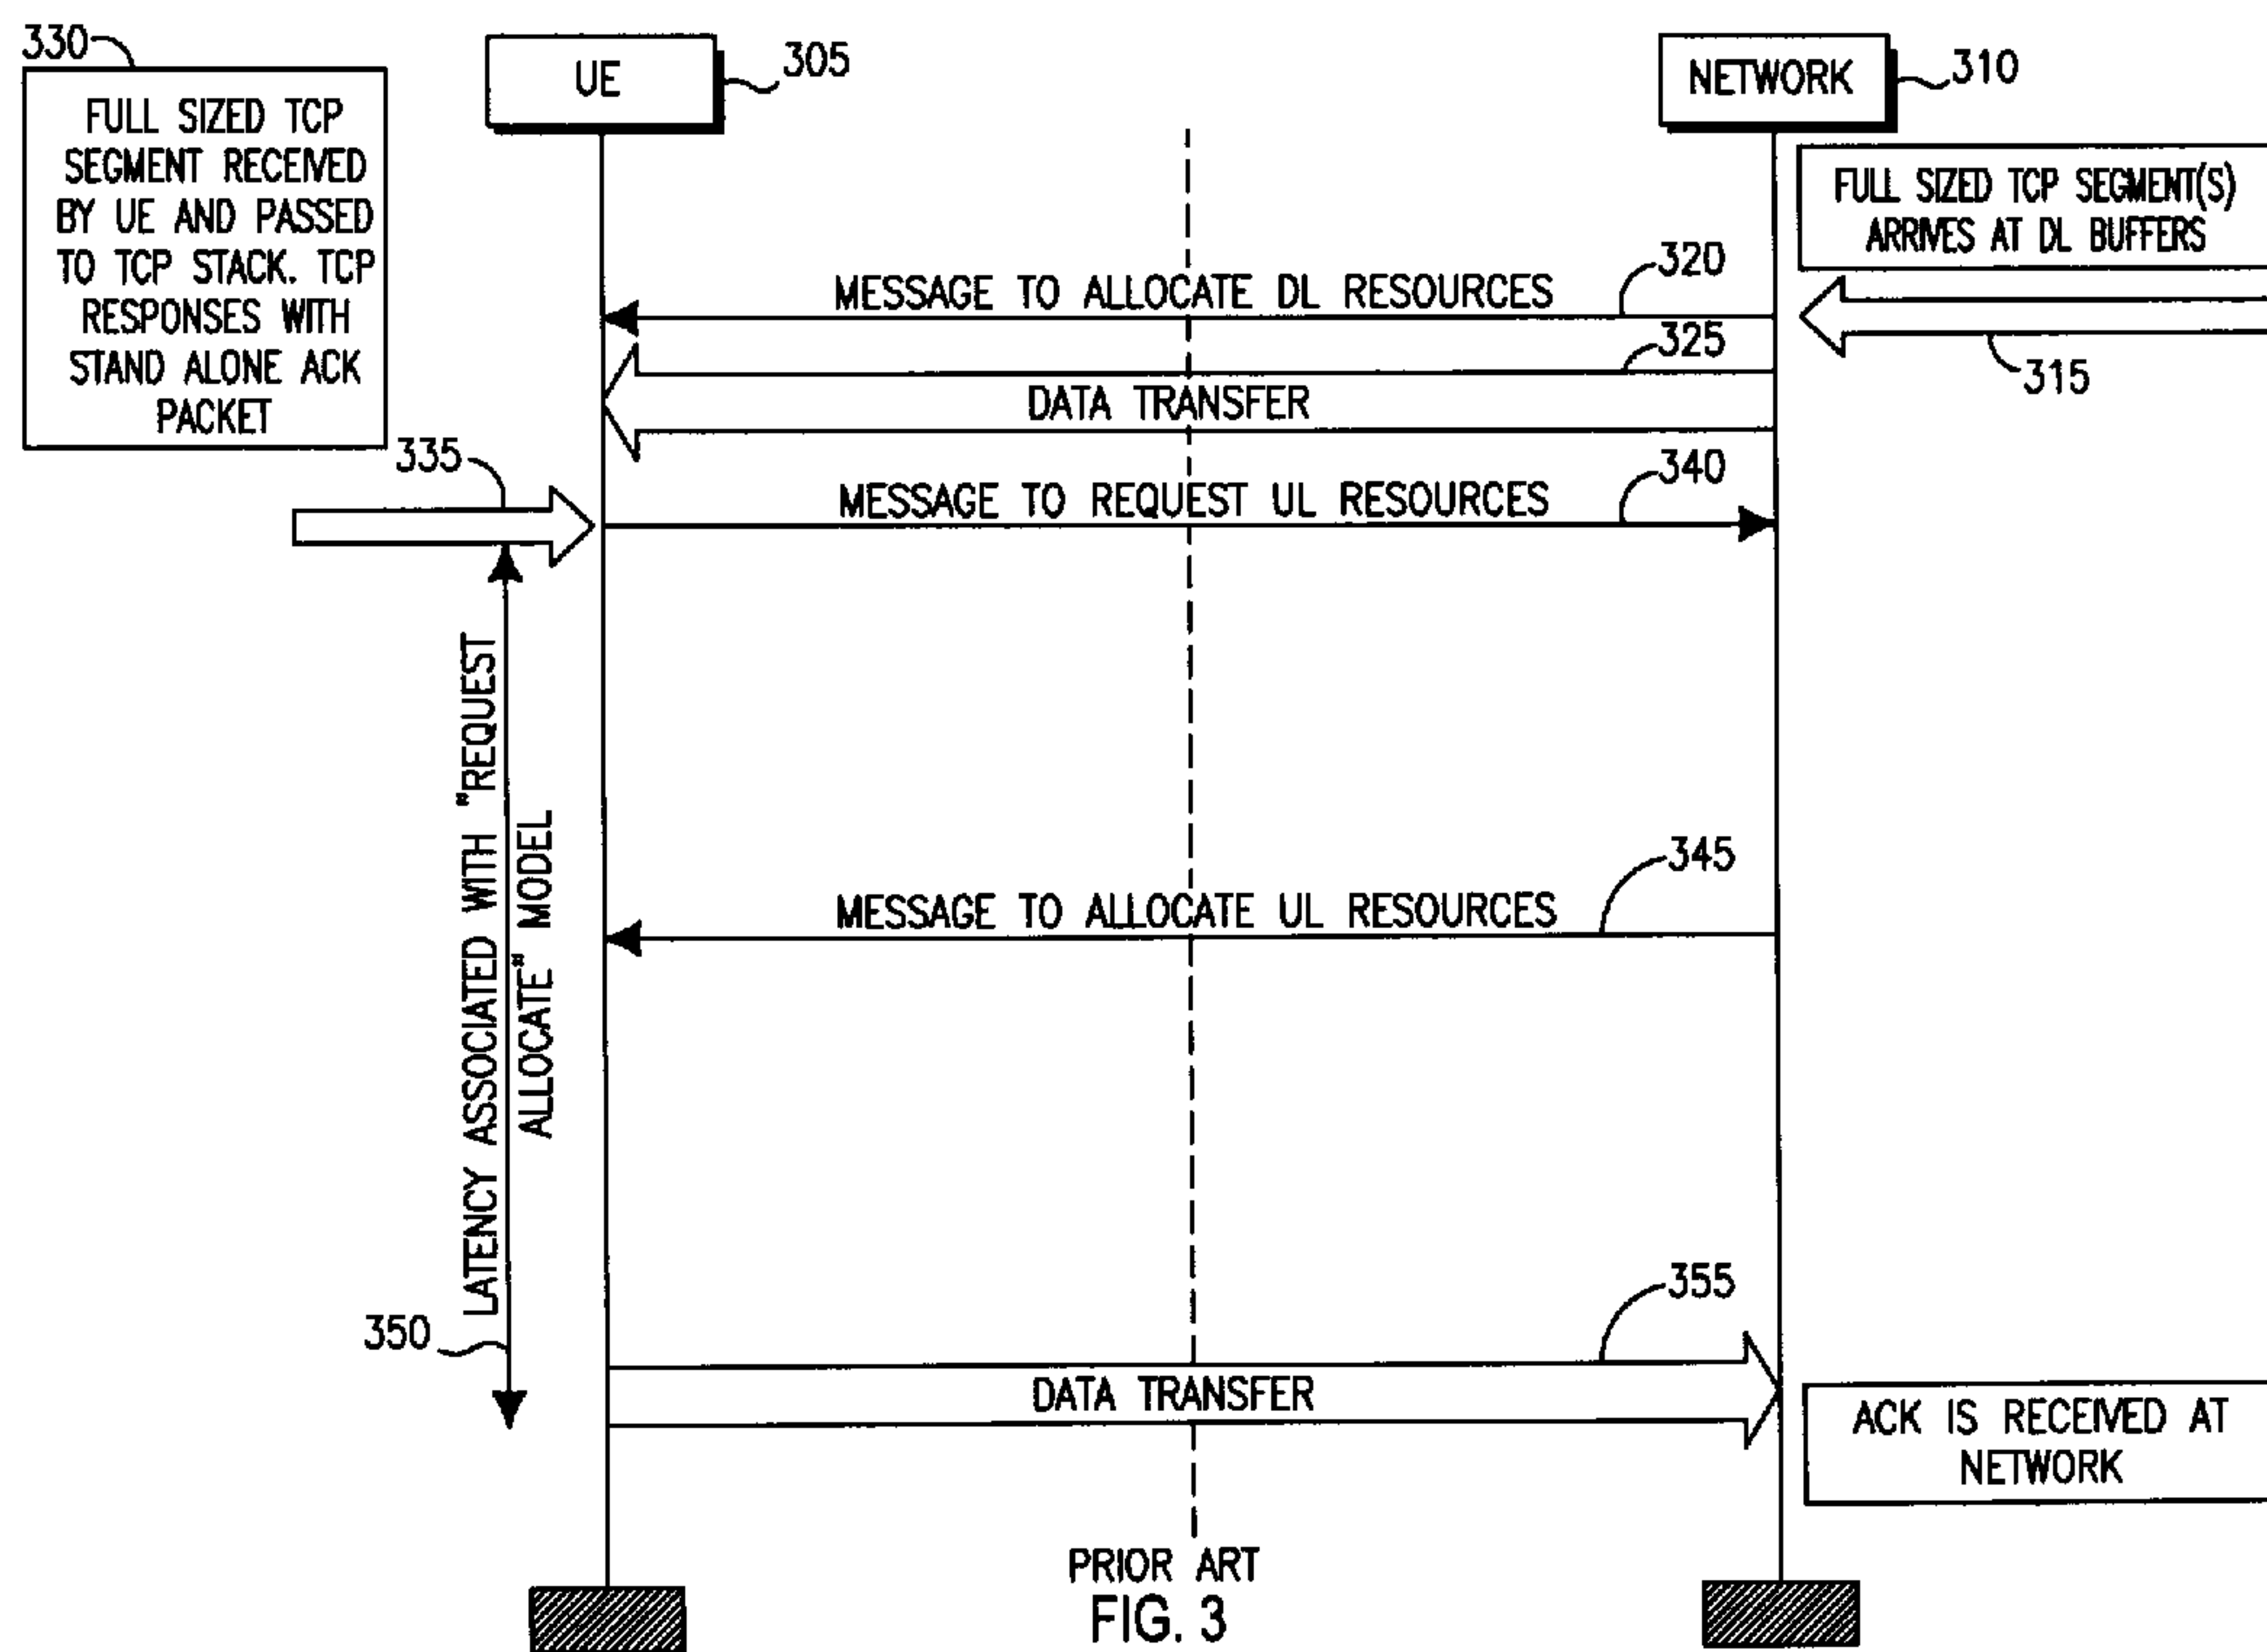 330
FULL SIZED TCP
SEGMENT RECEIVED
BY UE AND PASSED
TO TCP STACK. TCP
RESPONSES WITH
STAND ALONE ACK
PACKET
UE
305
NETWORK
310
FULL SIZED TCP SEGMENT(S)
ARRIVES AT DL BUFFERS
315
MESSAGE TO ALLOCATE DL RESOURCES
320
325
DATA TRANSFER
335
MESSAGE TO REQUEST UL RESOURCES
340
LATENCY ASSOCIATED WITH "REQUEST
ALLOCATE" MODEL
350
MESSAGE TO ALLOCATE UL RESOURCES
345
355
DATA TRANSFER
ACK IS RECEIVED AT
NETWORK
PRIOR ART
FIG. 3